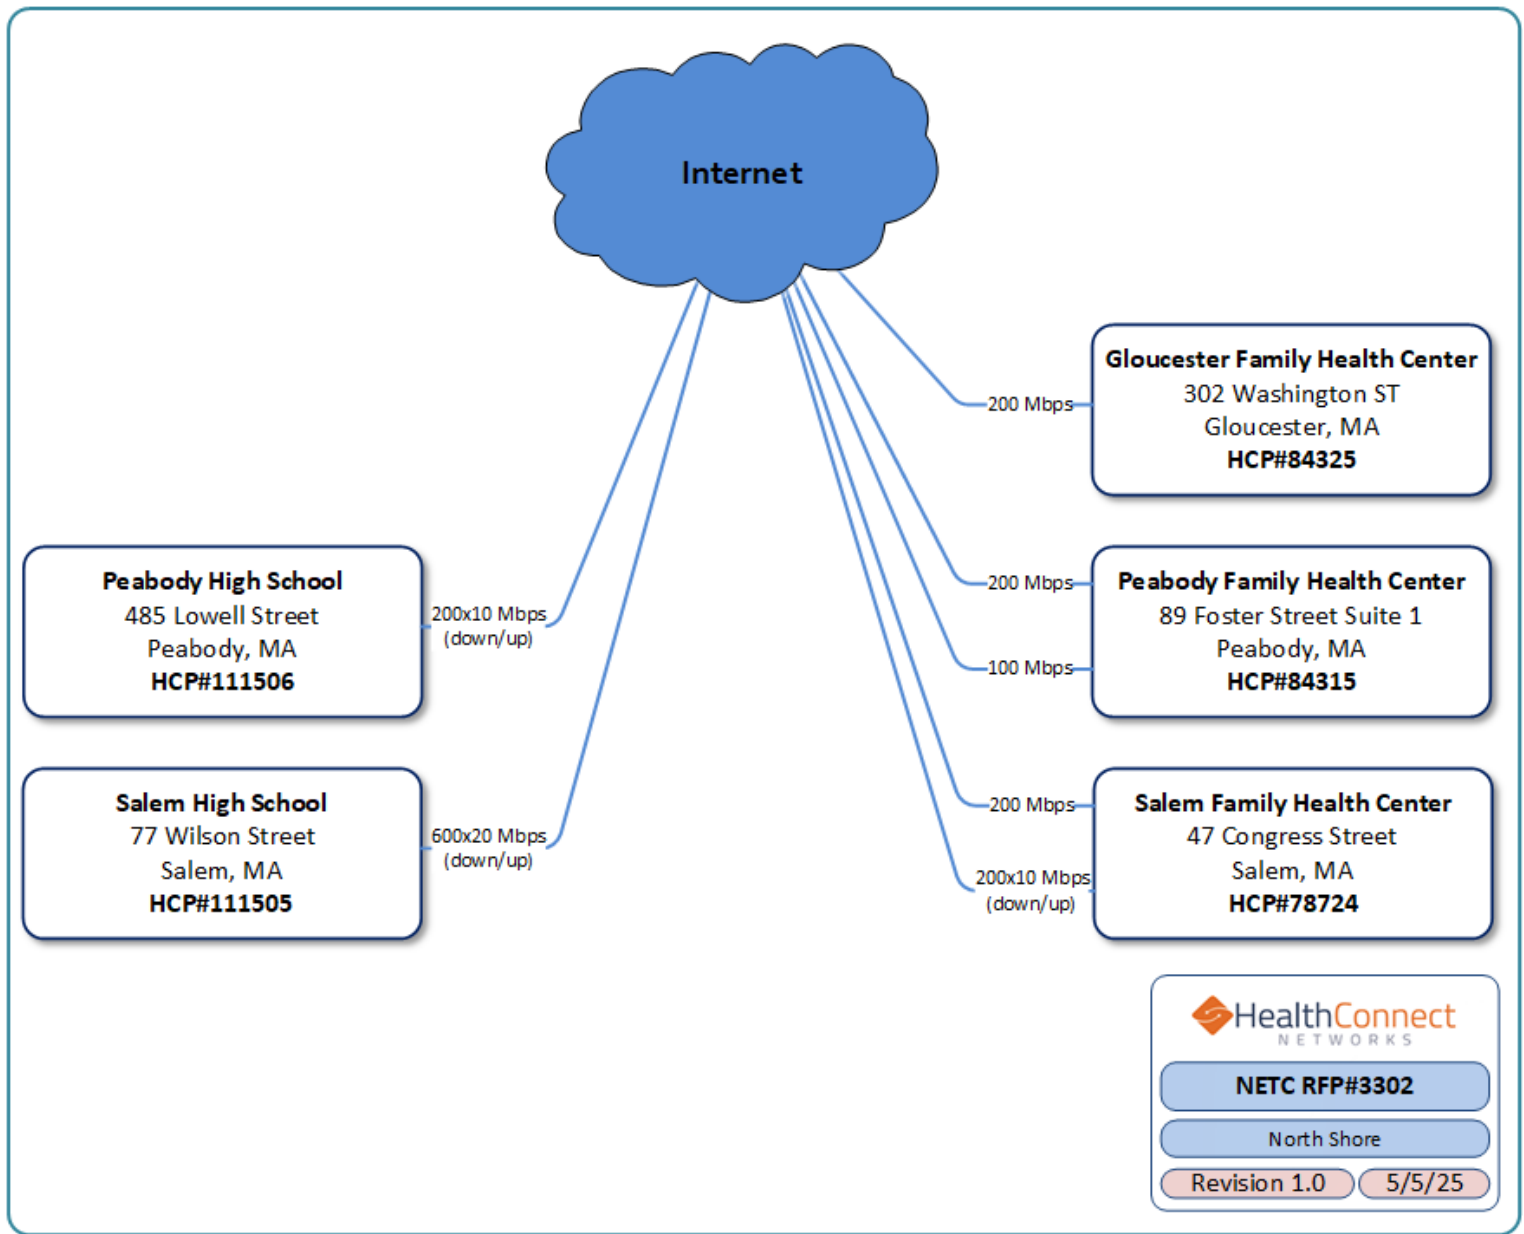 Internet
Gloucester Family Health Center
302 Washington ST
Gloucester, MA
HCP#84325
200 Mbps
Peabody High School
485 Lowell Street
Peabody, MA
HCP#111506
200x10 Mbps
(down/up)
200 Mbps
100 Mbps
Peabody Family Health Center
89 Foster Street Suite 1
Peabody, MA
HCP#84315
Salem High School
77 Wilson Street
Salem, MA
HCP#111505
600x20 Mbps
(down/up)
200 Mbps
200x10 Mbps
(down/up)
Salem Family Health Center
47 Congress Street
Salem, MA
HCP#78724
HealthConnect
NETWORKS
NETC RFP#3302
North Shore
Revision 1.0
5/5/25